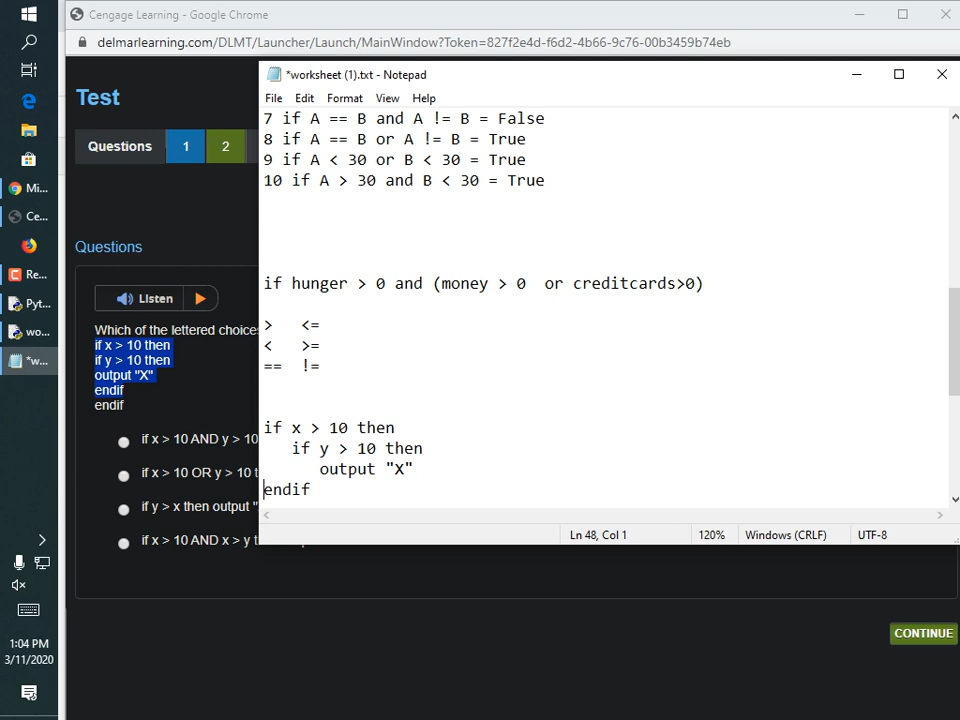 Cengage Learning - Google Chrome
delmarlearning.com/DLMT/Launcher/Launch/MainWindow?Token=827f2e4d-f6d2-4b66-9c76-00b3459b74eb
*worksheet (1).txt - Notepad
File Edit Format View Help
Test
Questions 1 2
7 if A == B and A != B = False
8 if A == B or A != B = True
9 if A < 30 or B < 30 = True
10 if A > 30 and B < 30 = True
if hunger > 0 and (money > 0  or creditcards>0)
>   <=
<   >=
==  !=
if x > 10 then
   if y > 10 then
      output "X"
endif
Ln 48, Col 1 120% Windows (CRLF) UTF-8
Questions
Listen
Which of the lettered choices
if x > 10 then
if y > 10 then
output "X"
endif
endif
if x > 10 AND y > 10
if x > 10 OR y > 10 t
if y > x then output "
if x > 10 AND x > y
CONTINUE
Mi...
Ce...
Re...
Pyt...
wo...
*w...
1:04 PM
3/11/2020